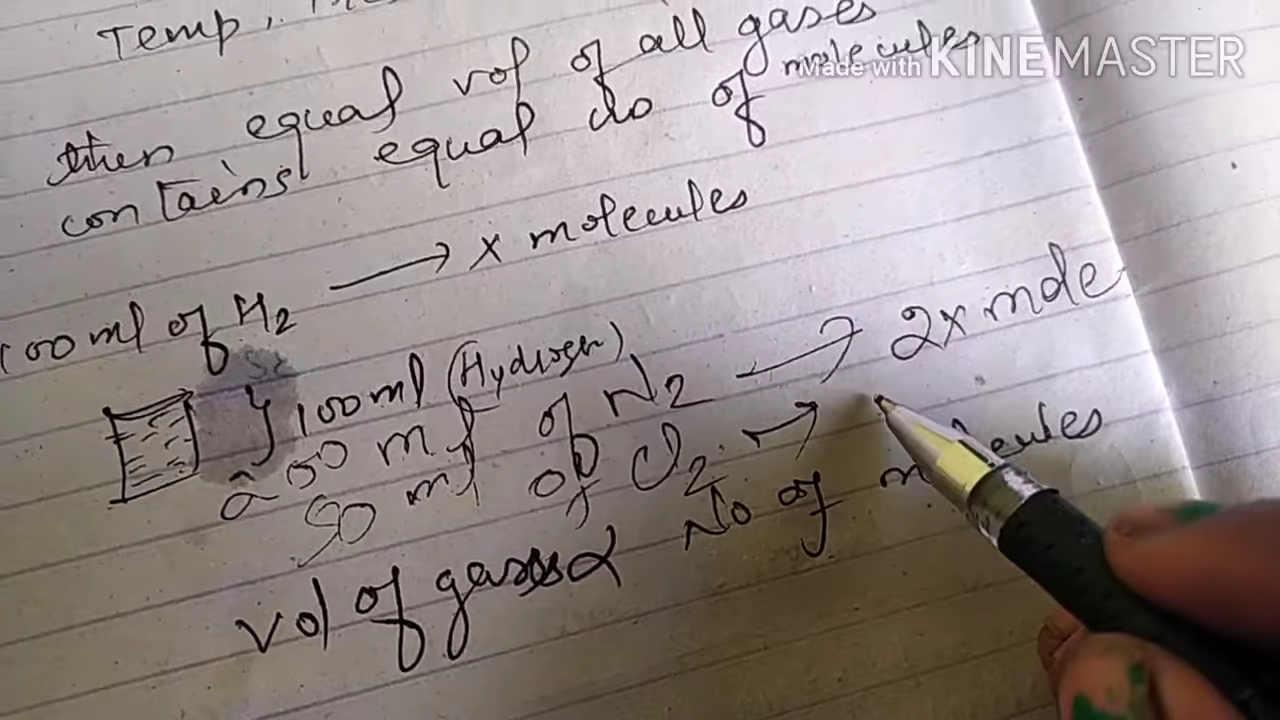 Temp,
then equal vol of all gases
contains equal no of molecules
Made with KINEMASTER
100 ml of H2 → x molecules
100 ml (Hydrogen)
200 ml of N2 → 2x mole
50 ml of Cl2 →
vol of gases ∝ No of molecules